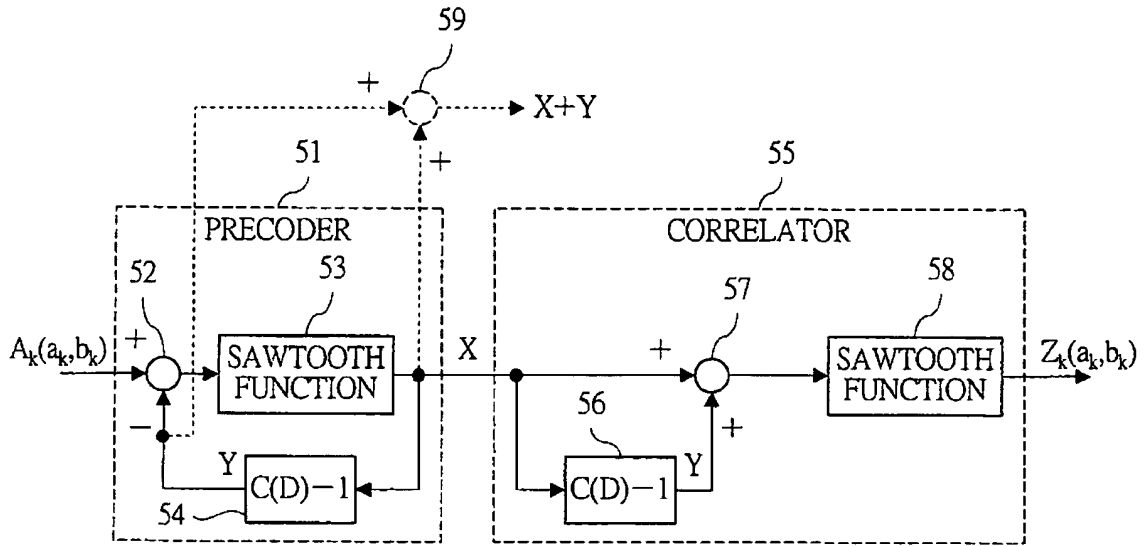 59
+
X+Y
+
51
55
PRECODER
CORRELATOR
52
53
57
58
A_k(a_k,b_k)
+
SAWTOOTH
FUNCTION
X
+
SAWTOOTH
FUNCTION
Z_k(a_k,b_k)
−
56
+
Y
C(D)−1
54
C(D)−1
Y